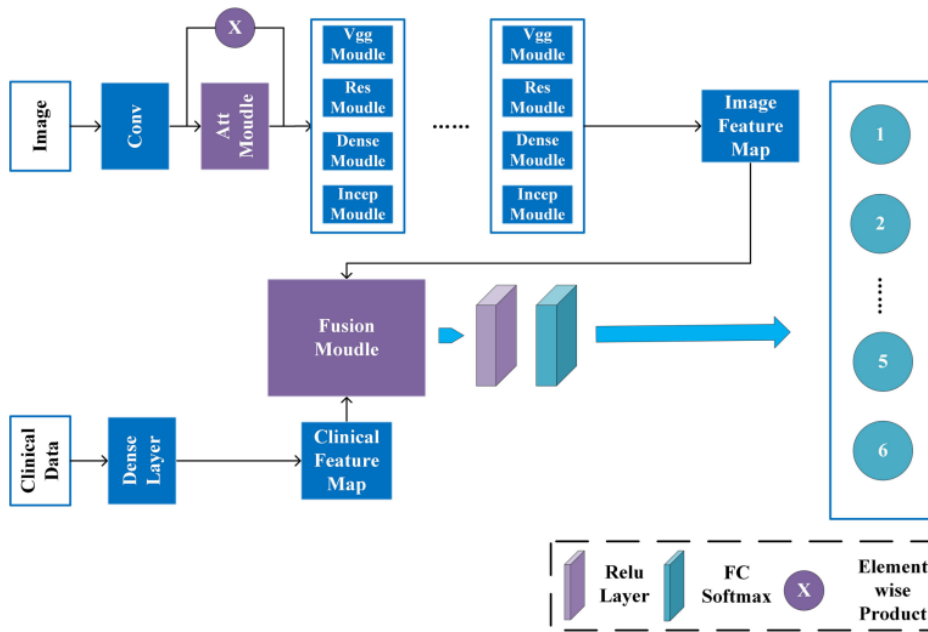 X
Image
Conv
Att
Moudle
Vgg
Moudle
Res
Moudle
Dense
Moudle
Incep
Moudle
......
Vgg
Moudle
Res
Moudle
Dense
Moudle
Incep
Moudle
Image
Feature
Map
Fusion
Moudle
Clinical
Data
Dense
Layer
Clinical
Feature
Map
1
2
......
5
6
Relu
Layer
FC
Softmax
X
Element
wise
Product